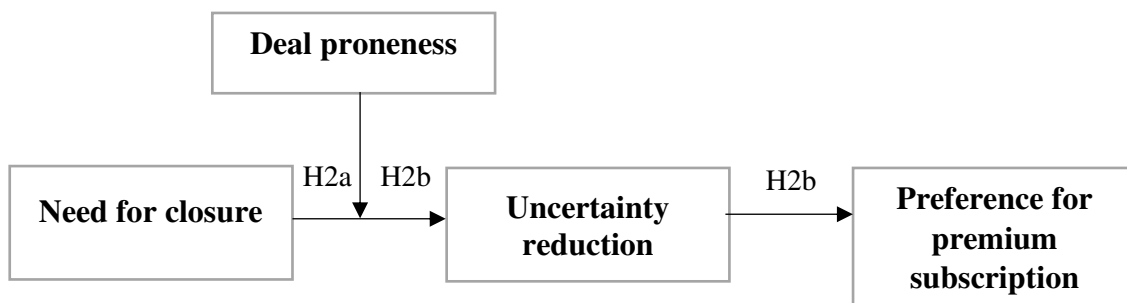 Deal proneness
H2a
H2b
H2b
Need for closure
Uncertainty
reduction
Preference for
premium
subscription